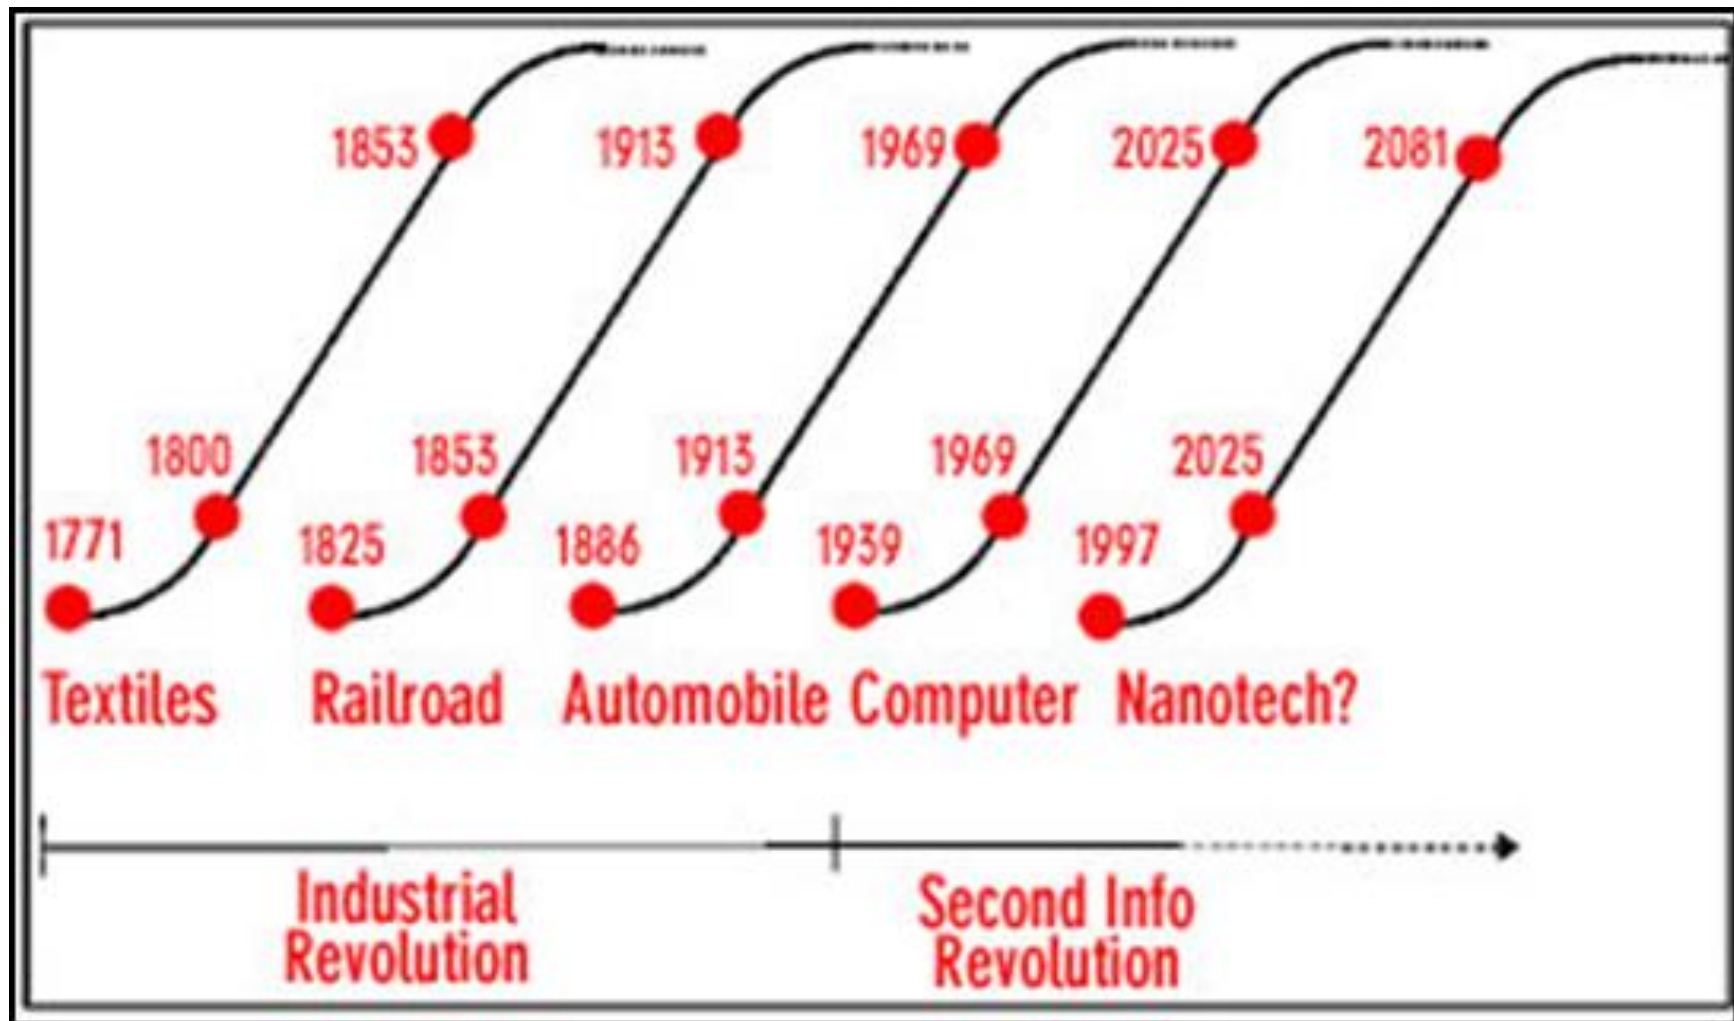 1853
1913
1969
2025
2081
1800
1853
1913
1969
2025
1771
1825
1886
1939
1997
Textiles
Railroad
Automobile
Computer
Nanotech?
Industrial
Revolution
Second Info
Revolution